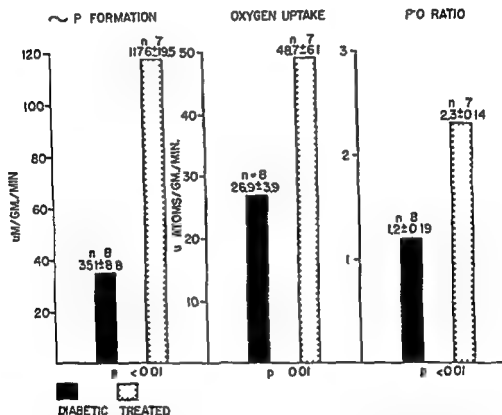 ~ P FORMATION
OXYGEN UPTAKE
P:O RATIO
n 7
117.6±19.5
120
100
80
60
40
20
uM/GM./MIN
n 8
35.1±8.8
P <0.01
n 7
48.7±6.1
50
40
30
20
10
u ATOMS/GM./MIN.
n=8
26.9±3.9
P 0.01
3
2
1
n 7
2.3±0.14
n 8
1.2±0.19
P <0.01
DIABETIC TREATED